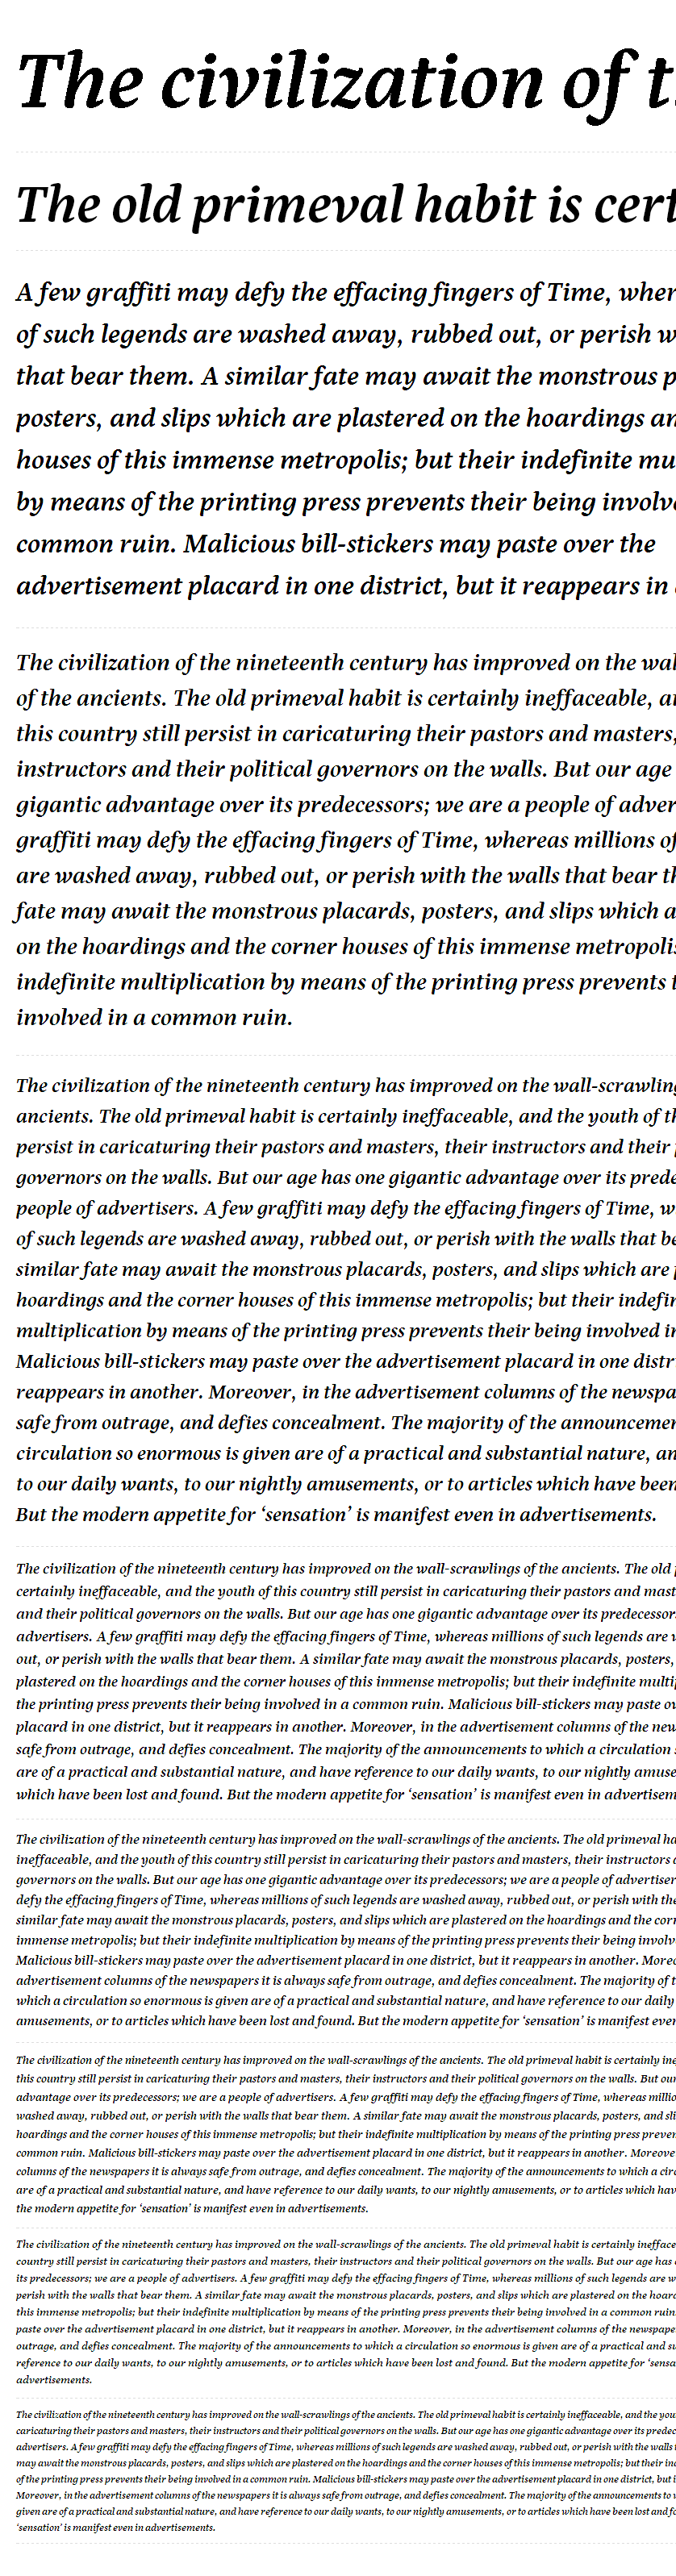 The civilization of t
The old primeval habit is cert
A few graffiti may defy the effacing fingers of Time, wher
of such legends are washed away, rubbed out, or perish w
that bear them. A similar fate may await the monstrous p
posters, and slips which are plastered on the hoardings an
houses of this immense metropolis; but their indefinite mu
by means of the printing press prevents their being involv
common ruin. Malicious bill-stickers may paste over the
advertisement placard in one district, but it reappears in
The civilization of the nineteenth century has improved on the wal
of the ancients. The old primeval habit is certainly ineffaceable, a
this country still persist in caricaturing their pastors and masters,
instructors and their political governors on the walls. But our age
gigantic advantage over its predecessors; we are a people of adver
graffiti may defy the effacing fingers of Time, whereas millions of
are washed away, rubbed out, or perish with the walls that bear th
fate may await the monstrous placards, posters, and slips which a
on the hoardings and the corner houses of this immense metropolis
indefinite multiplication by means of the printing press prevents t
involved in a common ruin.
The civilization of the nineteenth century has improved on the wall-scrawling
ancients. The old primeval habit is certainly ineffaceable, and the youth of th
persist in caricaturing their pastors and masters, their instructors and their
governors on the walls. But our age has one gigantic advantage over its prede
people of advertisers. A few graffiti may defy the effacing fingers of Time, w
of such legends are washed away, rubbed out, or perish with the walls that be
similar fate may await the monstrous placards, posters, and slips which are
hoardings and the corner houses of this immense metropolis; but their indefin
multiplication by means of the printing press prevents their being involved in
Malicious bill-stickers may paste over the advertisement placard in one distr
reappears in another. Moreover, in the advertisement columns of the newspa
safe from outrage, and defies concealment. The majority of the announcemen
circulation so enormous is given are of a practical and substantial nature, an
to our daily wants, to our nightly amusements, or to articles which have been
But the modern appetite for ‘sensation’ is manifest even in advertisements.
The civilization of the nineteenth century has improved on the wall-scrawlings of the ancients. The old
certainly ineffaceable, and the youth of this country still persist in caricaturing their pastors and mast
and their political governors on the walls. But our age has one gigantic advantage over its predecessor
advertisers. A few graffiti may defy the effacing fingers of Time, whereas millions of such legends are
out, or perish with the walls that bear them. A similar fate may await the monstrous placards, posters,
plastered on the hoardings and the corner houses of this immense metropolis; but their indefinite multip
the printing press prevents their being involved in a common ruin. Malicious bill-stickers may paste ov
placard in one district, but it reappears in another. Moreover, in the advertisement columns of the new
safe from outrage, and defies concealment. The majority of the announcements to which a circulation
are of a practical and substantial nature, and have reference to our daily wants, to our nightly amuse
which have been lost and found. But the modern appetite for ‘sensation’ is manifest even in advertisem
The civilization of the nineteenth century has improved on the wall-scrawlings of the ancients. The old primeval ha
ineffaceable, and the youth of this country still persist in caricaturing their pastors and masters, their instructors
governors on the walls. But our age has one gigantic advantage over its predecessors; we are a people of advertiser
defy the effacing fingers of Time, whereas millions of such legends are washed away, rubbed out, or perish with the
similar fate may await the monstrous placards, posters, and slips which are plastered on the hoardings and the corn
immense metropolis; but their indefinite multiplication by means of the printing press prevents their being involv
Malicious bill-stickers may paste over the advertisement placard in one district, but it reappears in another. Moreo
advertisement columns of the newspapers it is always safe from outrage, and defies concealment. The majority of t
which a circulation so enormous is given are of a practical and substantial nature, and have reference to our daily
amusements, or to articles which have been lost and found. But the modern appetite for ‘sensation’ is manifest even
The civilization of the nineteenth century has improved on the wall-scrawlings of the ancients. The old primeval habit is certainly ine
this country still persist in caricaturing their pastors and masters, their instructors and their political governors on the walls. But our
advantage over its predecessors; we are a people of advertisers. A few graffiti may defy the effacing fingers of Time, whereas millio
washed away, rubbed out, or perish with the walls that bear them. A similar fate may await the monstrous placards, posters, and sli
hoardings and the corner houses of this immense metropolis; but their indefinite multiplication by means of the printing press preven
common ruin. Malicious bill-stickers may paste over the advertisement placard in one district, but it reappears in another. Moreove
columns of the newspapers it is always safe from outrage, and defies concealment. The majority of the announcements to which a circ
are of a practical and substantial nature, and have reference to our daily wants, to our nightly amusements, or to articles which hav
the modern appetite for ‘sensation’ is manifest even in advertisements.
The civilization of the nineteenth century has improved on the wall-scrawlings of the ancients. The old primeval habit is certainly inefface
country still persist in caricaturing their pastors and masters, their instructors and their political governors on the walls. But our age has
its predecessors; we are a people of advertisers. A few graffiti may defy the effacing fingers of Time, whereas millions of such legends are w
perish with the walls that bear them. A similar fate may await the monstrous placards, posters, and slips which are plastered on the hoard
this immense metropolis; but their indefinite multiplication by means of the printing press prevents their being involved in a common ruin
paste over the advertisement placard in one district, but it reappears in another. Moreover, in the advertisement columns of the newspape
outrage, and defies concealment. The majority of the announcements to which a circulation so enormous is given are of a practical and su
reference to our daily wants, to our nightly amusements, or to articles which have been lost and found. But the modern appetite for ‘sensa
advertisements.
The civilization of the nineteenth century has improved on the wall-scrawlings of the ancients. The old primeval habit is certainly ineffaceable, and the you
caricaturing their pastors and masters, their instructors and their political governors on the walls. But our age has one gigantic advantage over its predec
advertisers. A few graffiti may defy the effacing fingers of Time, whereas millions of such legends are washed away, rubbed out, or perish with the walls
may await the monstrous placards, posters, and slips which are plastered on the hoardings and the corner houses of this immense metropolis; but their ind
of the printing press prevents their being involved in a common ruin. Malicious bill-stickers may paste over the advertisement placard in one district, but i
Moreover, in the advertisement columns of the newspapers it is always safe from outrage, and defies concealment. The majority of the announcements to w
given are of a practical and substantial nature, and have reference to our daily wants, to our nightly amusements, or to articles which have been lost and fo
‘sensation’ is manifest even in advertisements.